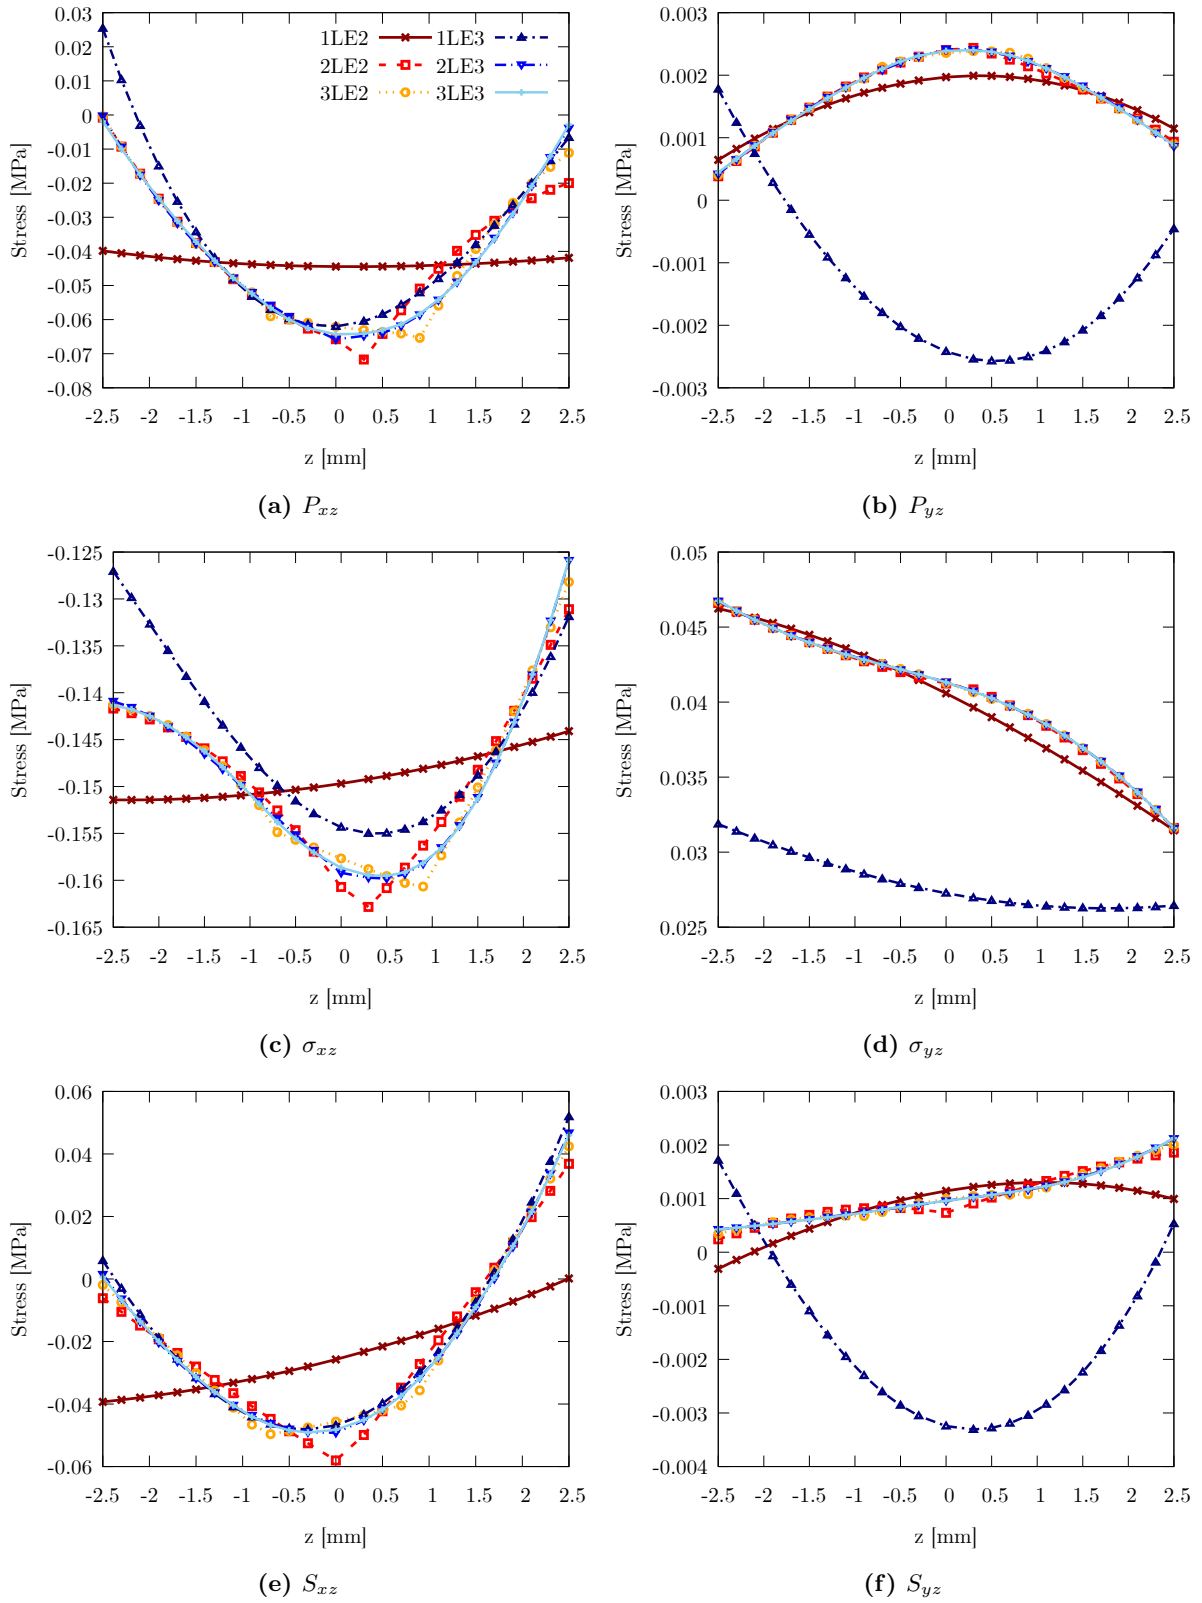 0.03
0.02
0.01
0
-0.01
-0.02
-0.03
-0.04
-0.05
-0.06
-0.07
-0.08
Stress [MPa]
1LE2 1LE3
2LE2 2LE3
3LE2 3LE3
-2.5 -2 -1.5 -1 -0.5 0 0.5 1 1.5 2 2.5
z [mm]
(a) Pxz
0.003
0.002
0.001
0
-0.001
-0.002
-0.003
Stress [MPa]
-2.5 -2 -1.5 -1 -0.5 0 0.5 1 1.5 2 2.5
z [mm]
(b) Pyz
-0.125
-0.13
-0.135
-0.14
-0.145
-0.15
-0.155
-0.16
-0.165
Stress [MPa]
-2.5 -2 -1.5 -1 -0.5 0 0.5 1 1.5 2 2.5
z [mm]
(c) σxz
0.05
0.045
0.04
0.035
0.03
0.025
Stress [MPa]
-2.5 -2 -1.5 -1 -0.5 0 0.5 1 1.5 2 2.5
z [mm]
(d) σyz
0.06
0.04
0.02
0
-0.02
-0.04
-0.06
Stress [MPa]
-2.5 -2 -1.5 -1 -0.5 0 0.5 1 1.5 2 2.5
z [mm]
(e) Sxz
0.003
0.002
0.001
0
-0.001
-0.002
-0.003
-0.004
Stress [MPa]
-2.5 -2 -1.5 -1 -0.5 0 0.5 1 1.5 2 2.5
z [mm]
(f) Syz